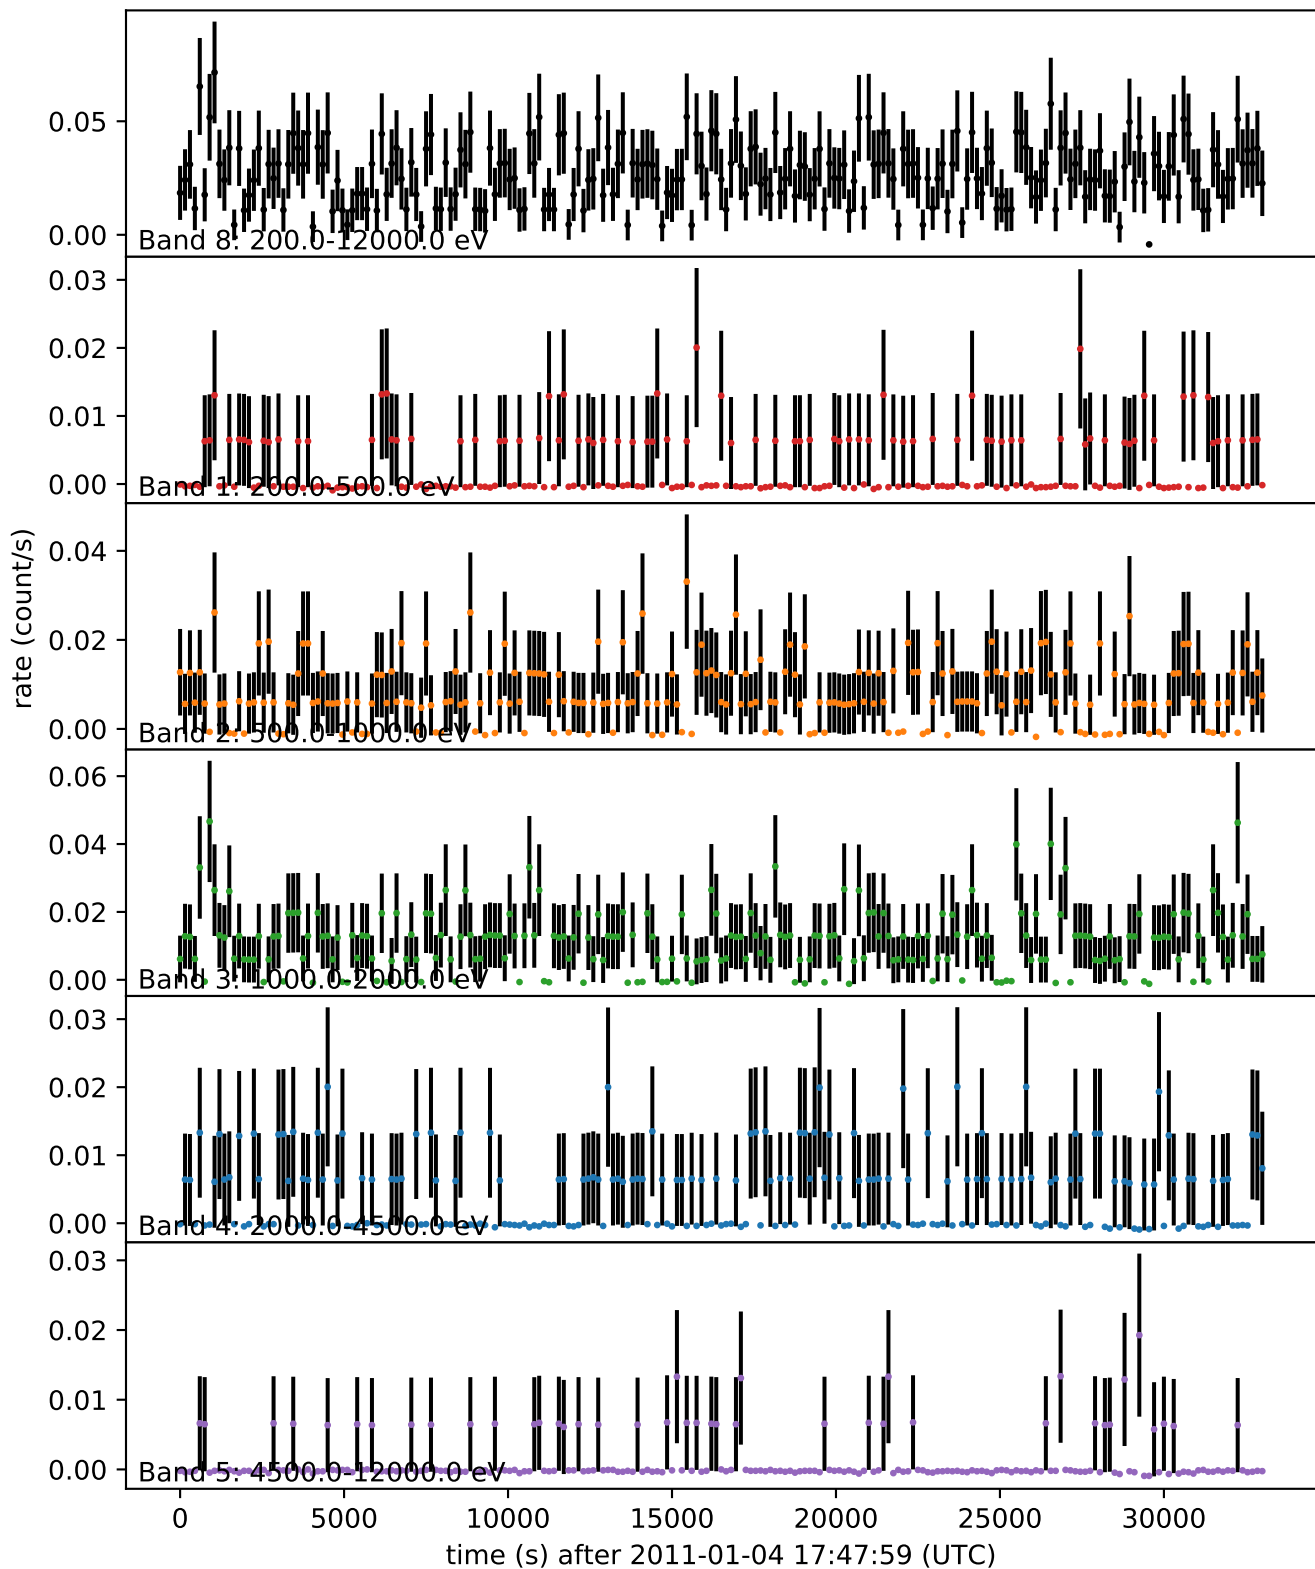 0.05
0.00
Band 8: 200.0-12000.0 eV
0.03
0.02
0.01
0.00
Band 1: 200.0-500.0 eV
0.04
0.02
0.00
Band 2: 500.0-1000.0 eV
rate (count/s)
0.06
0.04
0.02
0.00
Band 3: 1000.0-2000.0 eV
0.03
0.02
0.01
0.00
Band 4: 2000.0-4500.0 eV
0.03
0.02
0.01
0.00
Band 5: 4500.0-12000.0 eV
0 5000 10000 15000 20000 25000 30000
time (s) after 2011-01-04 17:47:59 (UTC)